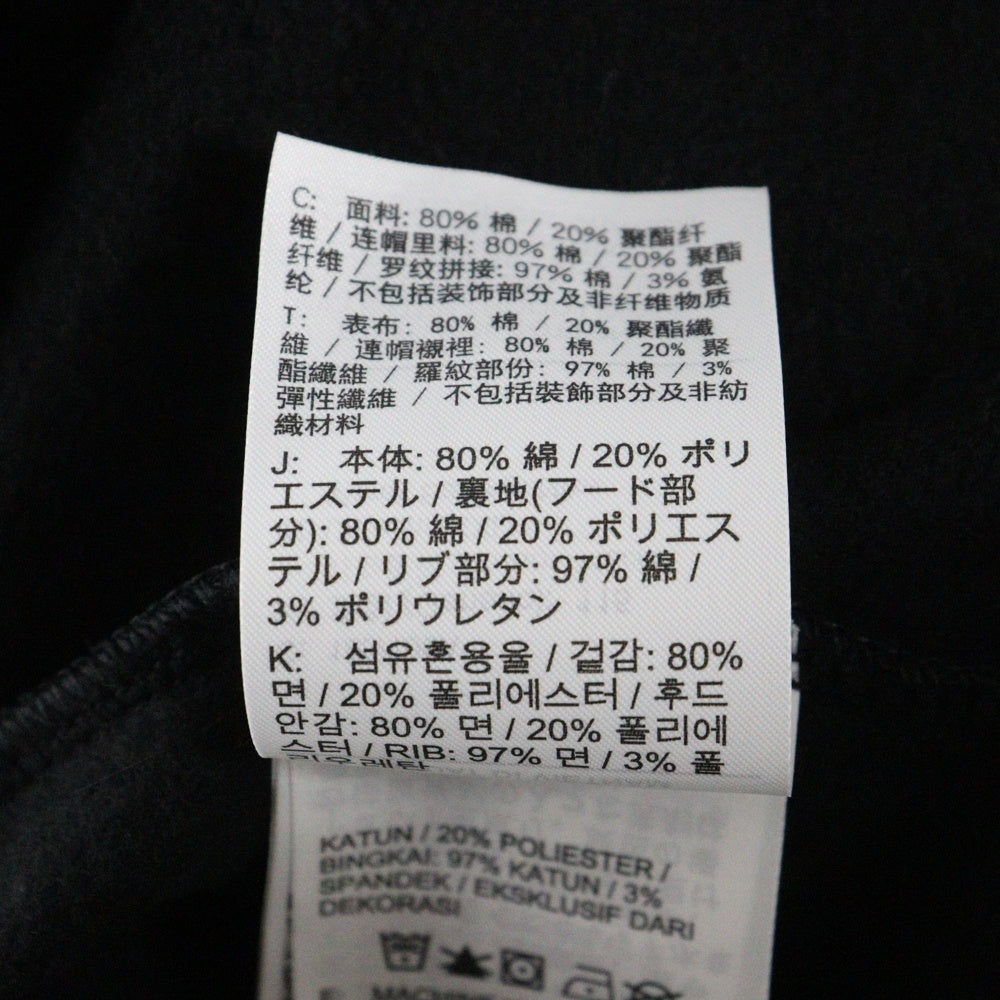 C: 面料: 80% 棉 / 20% 聚酯纤
维 / 连帽里料: 80% 棉 / 20% 聚酯
纤维 / 罗纹拼接: 97% 棉 / 3% 氨
纶 / 不包括装饰部分及非纤维物质
T: 表布: 80% 棉 / 20% 聚酯纖
維 / 連帽襯裡: 80% 棉 / 20% 聚
酯纖維 / 羅紋部份: 97% 棉 / 3%
彈性纖維 / 不包括裝飾部分及非紡
織材料
J: 本体: 80% 綿 / 20% ポリ
エステル / 裏地(フード部
分): 80% 綿 / 20% ポリエス
テル / リブ部分: 97% 綿 /
3% ポリウレタン
K: 섬유혼용율 / 겉감: 80%
면 / 20% 폴리에스터 / 후드
안감: 80% 면 / 20% 폴리에
스터 / RIB: 97% 면 / 3% 폴
리우레탄
KATUN / 20% POLIESTER /
BINGKAI: 97% KATUN / 3%
SPANDEK / EKSKLUSIF DARI
DEKORASI